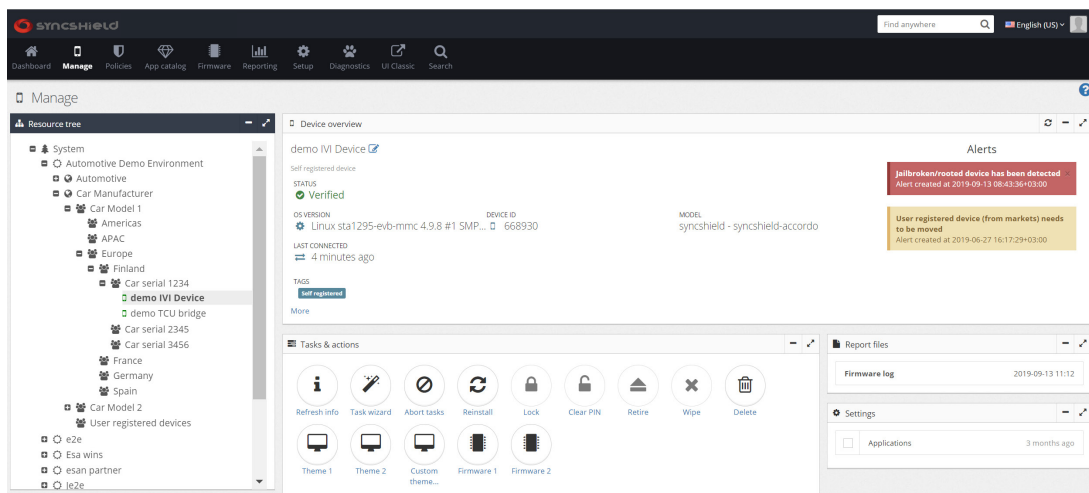 syncshield
Find anywhere
English (US)
Dashboard
Manage
Policies
App catalog
Firmware
Reporting
Setup
Diagnostics
UI Classic
Search
Manage
?
Resource tree
System
Automotive Demo Environment
Automotive
Car Manufacturer
Car Model 1
Americas
APAC
Europe
Finland
Car serial 1234
demo IVI Device
demo TCU bridge
Car serial 2345
Car serial 3456
France
Germany
Spain
Car Model 2
User registered devices
e2e
Esa wins
esan partner
Je2e
Device overview
demo IVI Device
Self registered device
STATUS
Verified
OS VERSION
Linux sta1295-evb-mmc 4.9.8 #1 SMP...
DEVICE ID
668930
MODEL
syncshield - syncshield-accordo
LAST CONNECTED
4 minutes ago
TAGS
Self registered
More
Alerts
Jailbroken/rooted device has been detected ×
Alert created at 2019-09-13 08:43:36+03:00
User registered device (from markets) needs
to be moved
Alert created at 2019-06-27 16:17:29+03:00
Tasks & actions
Refresh info
Task wizard
Abort tasks
Reinstall
Lock
Clear PIN
Retire
Wipe
Delete
Theme 1
Theme 2
Custom
theme...
Firmware 1
Firmware 2
Report files
Firmware log
2019-09-13 11:12
Settings
Applications
3 months ago